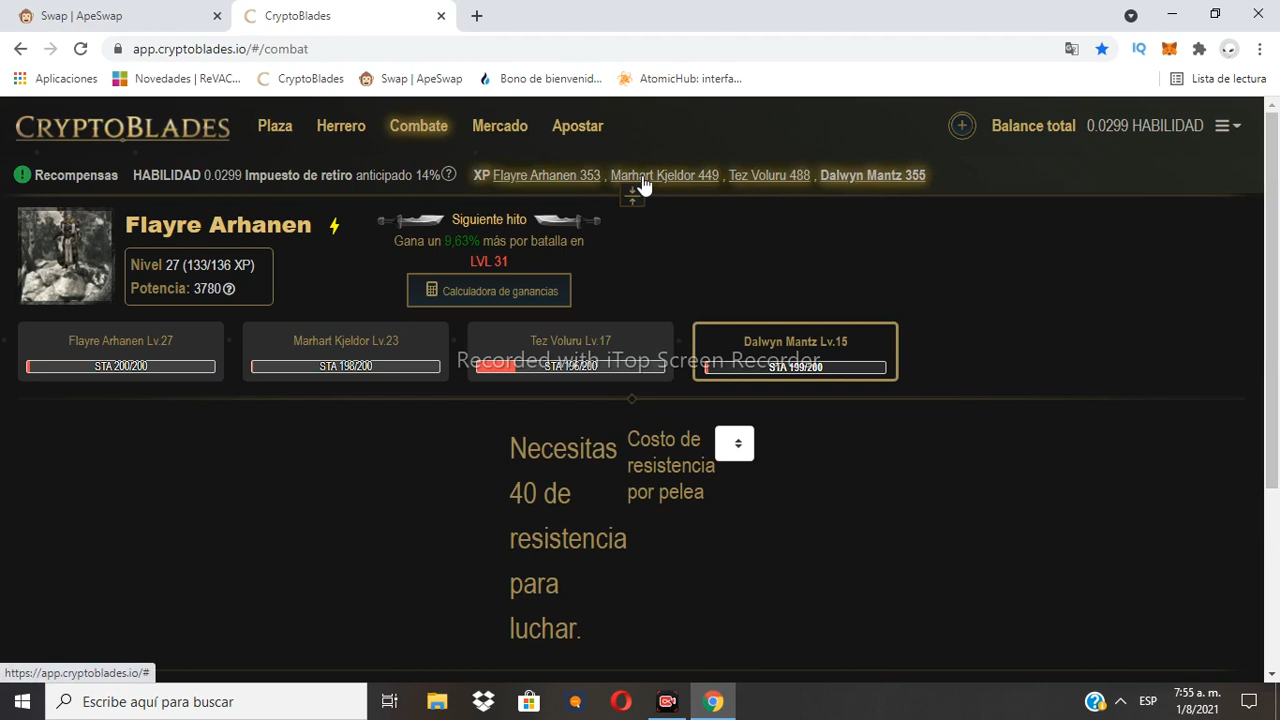 Swap | ApeSwap
CryptoBlades
app.cryptoblades.io/#/combat
Aplicaciones
Novedades | ReVAC...
CryptoBlades
Swap | ApeSwap
Bono de bienvenid...
AtomicHub: interfa...
Lista de lectura
CRYPTOBLADES
Plaza
Herrero
Combate
Mercado
Apostar
Balance total 0.0299 HABILIDAD
Recompensas HABILIDAD 0.0299 Impuesto de retiro anticipado 14% XP Flayre Arhanen 353 , Marhart Kjeldor 449 , Tez Voluru 488 , Dalwyn Mantz 355
Flayre Arhanen
Nivel 27 (133/136 XP)
Potencia: 3780
Siguiente hito
Gana un 9,63% más por batalla en
LVL 31
Calculadora de ganancias
Flayre Arhanen Lv.27
STA 200/200
Marhart Kjeldor Lv.23
STA 198/200
Tez Voluru Lv.17
STA 196/200
Dalwyn Mantz Lv.15
STA 199/200
Recorded with iTop Screen Recorder
Necesitas
40 de
resistencia
para
luchar.
Costo de
resistencia
por pelea
https://app.cryptoblades.io/#
Escribe aquí para buscar
ESP
7:55 a. m.
1/8/2021